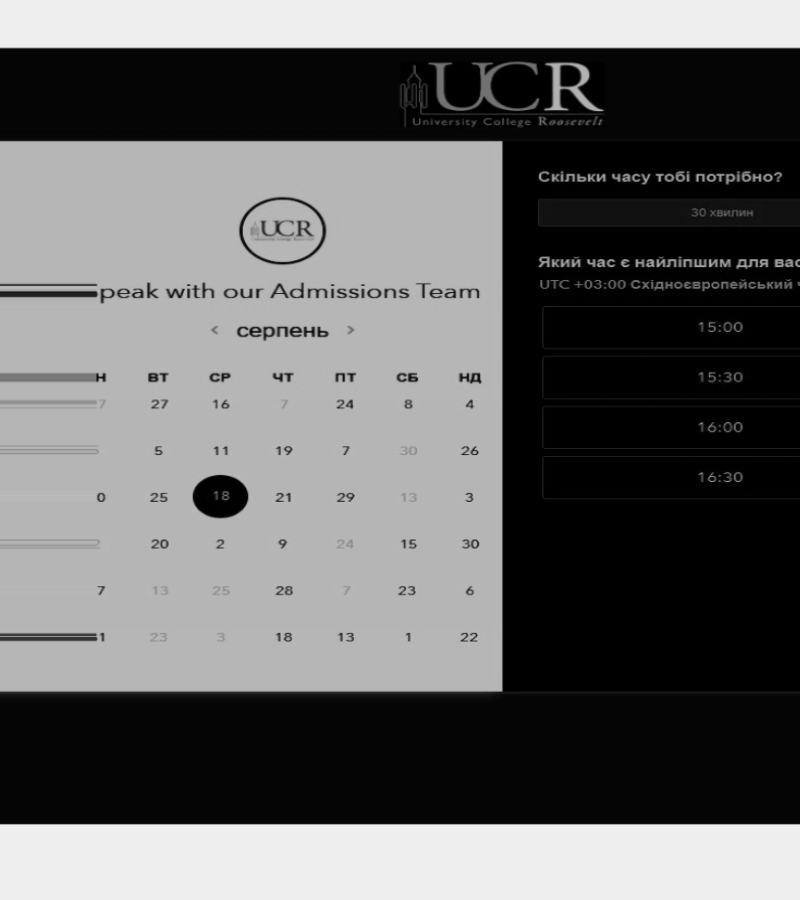 UCR
University College Roosevelt
UCR
peak with our Admissions Team
< серпень >
Н ВТ СР ЧТ ПТ СБ НД
7 27 16 7 24 8 4
5 11 19 7 30 26
0 25 18 21 29 13 3
20 2 9 24 15 30
7 13 25 28 7 23 6
1 23 3 18 13 1 22
Скільки часу тобі потрібно?
30 хвилин
Який час є найліпшим для вас
UTC +03:00 Східноєвропейський ч
15:00
15:30
16:00
16:30